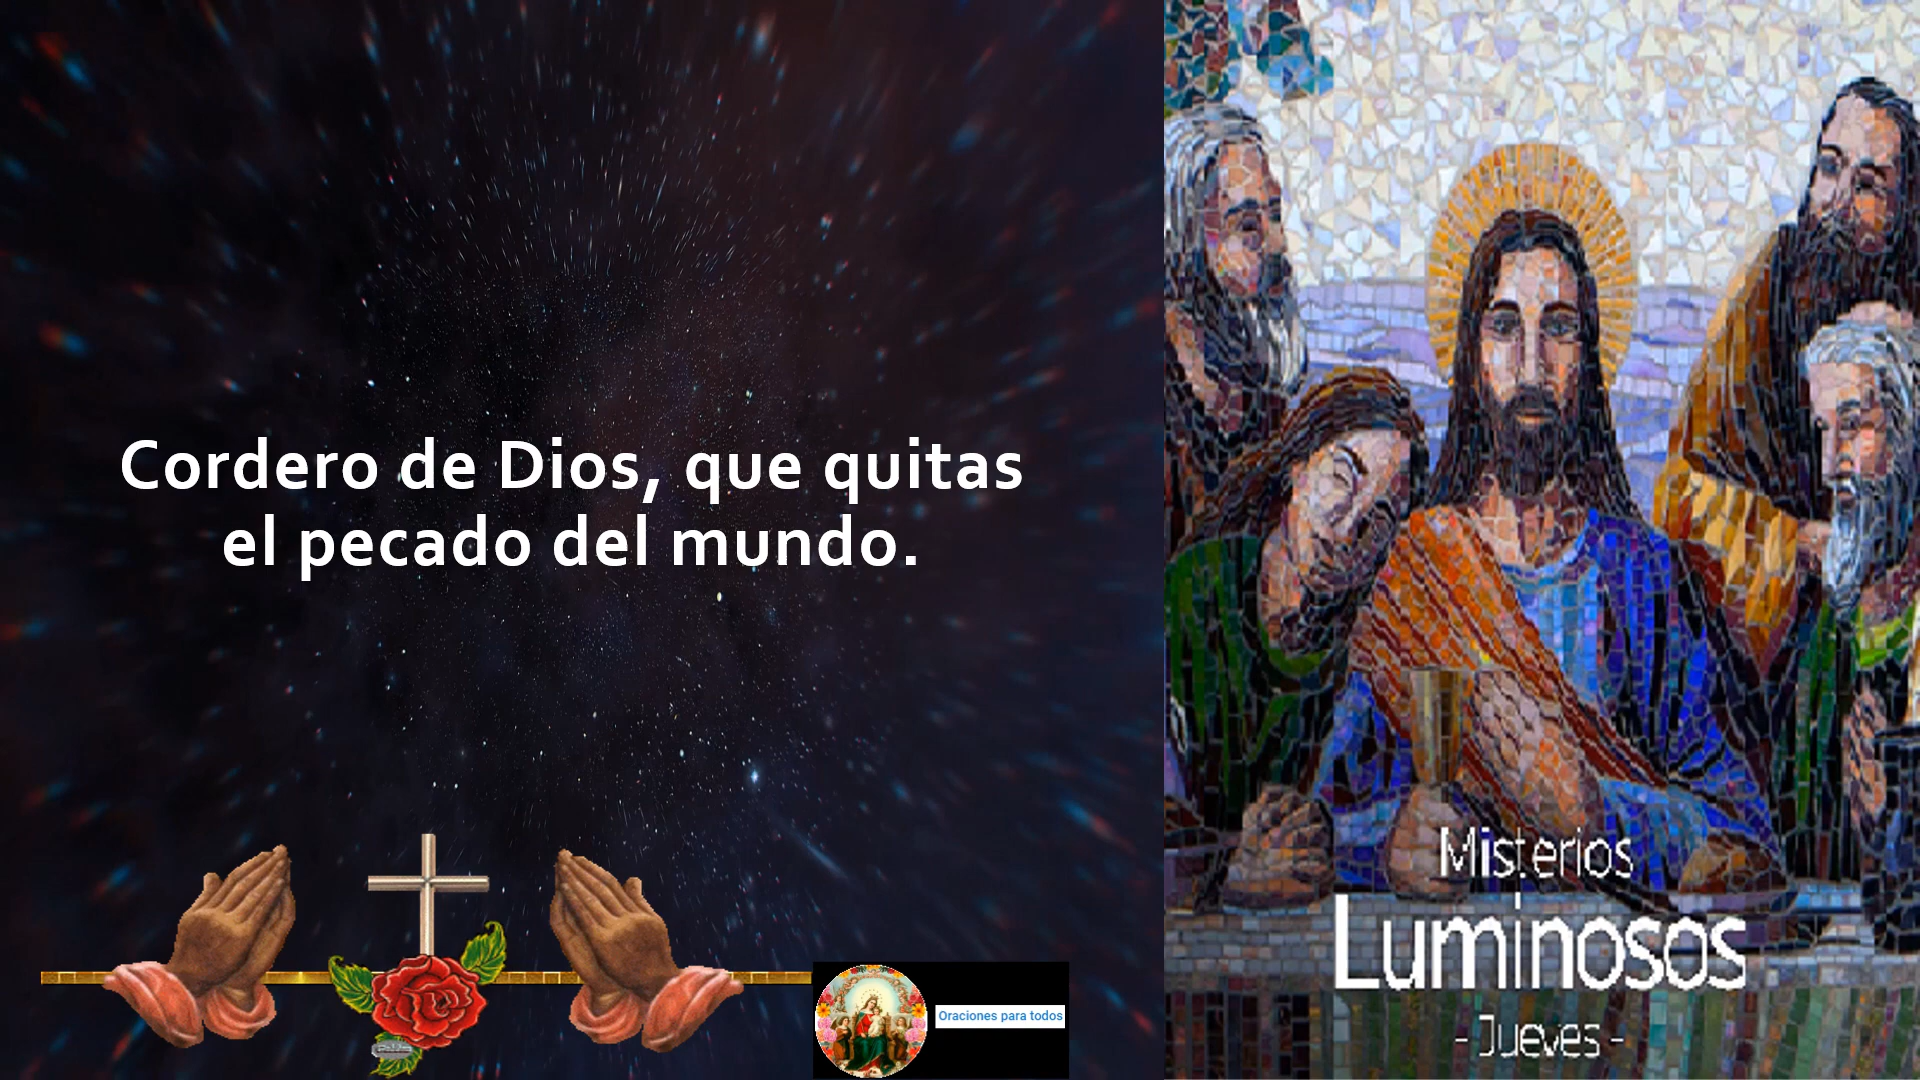 Cordero de Dios, que quitas
el pecado del mundo.
Oraciones para todos
Misterios
Luminosos
- Jueves -